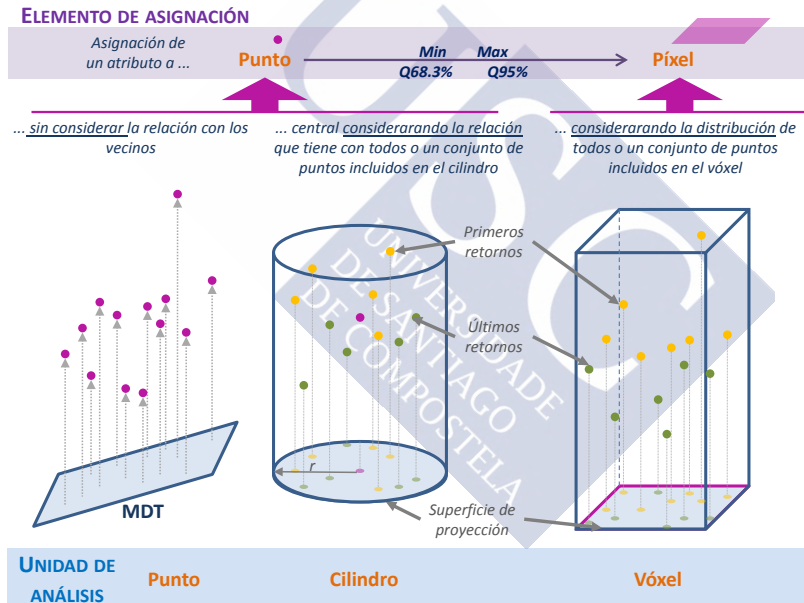 ELEMENTO DE ASIGNACIÓN
Asignación de
un atributo a ...
Punto
Min Max
Q68.3% Q95%
Píxel
... sin considerar la relación con los
vecinos
... central considerarando la relación
que tiene con todos o un conjunto de
puntos incluidos en el cilindro
... considerarando la distribución de
todos o un conjunto de puntos
incluidos en el vóxel
USC
UNIVERSIDADE
DE SANTIAGO
DE COMPOSTELA
Primeros
retornos
Últimos
retornos
r
MDT
Superficie de
proyección
UNIDAD DE
ANÁLISIS
Punto
Cilindro
Vóxel